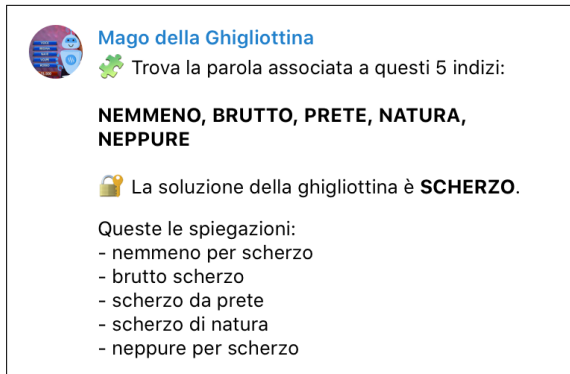 Mago della Ghigliottina
🧩 Trova la parola associata a questi 5 indizi:
NEMMENO, BRUTTO, PRETE, NATURA,
NEPPURE
🔐 La soluzione della ghigliottina è SCHERZO.
Queste le spiegazioni:
- nemmeno per scherzo
- brutto scherzo
- scherzo da prete
- scherzo di natura
- neppure per scherzo